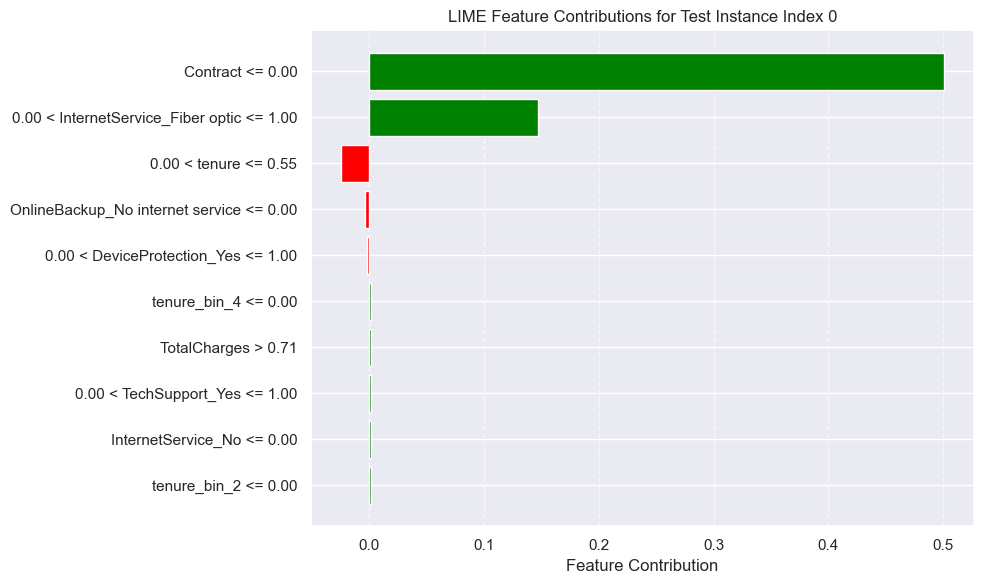 LIME Feature Contributions for Test Instance Index 0
Contract <= 0.00
0.00 < InternetService_Fiber optic <= 1.00
0.00 < tenure <= 0.55
OnlineBackup_No internet service <= 0.00
0.00 < DeviceProtection_Yes <= 1.00
tenure_bin_4 <= 0.00
TotalCharges > 0.71
0.00 < TechSupport_Yes <= 1.00
InternetService_No <= 0.00
tenure_bin_2 <= 0.00
0.0 0.1 0.2 0.3 0.4 0.5
Feature Contribution